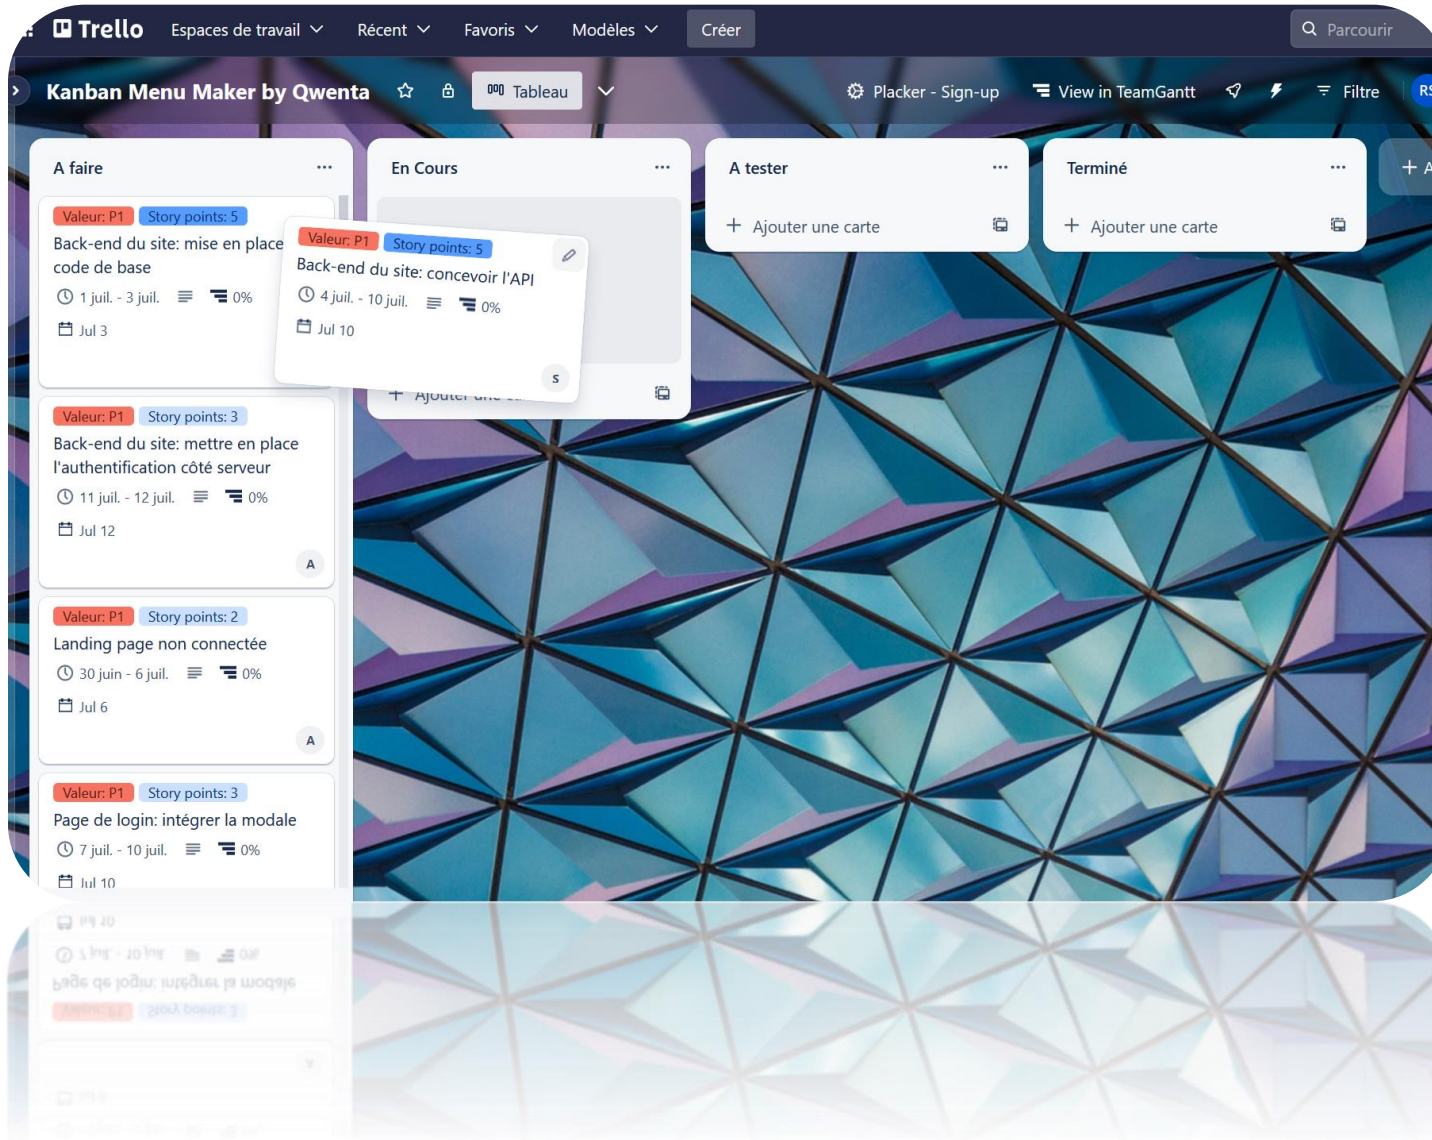 Trello
Espaces de travail
Récent
Favoris
Modèles
Créer
Parcourir
Kanban Menu Maker by Qwenta
Tableau
Placker - Sign-up
View in TeamGantt
Filtre
RS
A faire
Valeur: P1 Story points: 5
Back-end du site: mise en place
code de base
1 juil. - 3 juil. 0%
Jul 3
Valeur: P1 Story points: 3
Back-end du site: mettre en place
l'authentification côté serveur
11 juil. - 12 juil. 0%
Jul 12
A
Valeur: P1 Story points: 2
Landing page non connectée
30 juin - 6 juil. 0%
Jul 6
A
Valeur: P1 Story points: 3
Page de login: intégrer la modale
7 juil. - 10 juil. 0%
Jul 10
En Cours
Valeur: P1 Story points: 5
Back-end du site: concevoir l'API
4 juil. - 10 juil. 0%
Jul 10
S
Ajouter une
A tester
Ajouter une carte
Terminé
Ajouter une carte
A